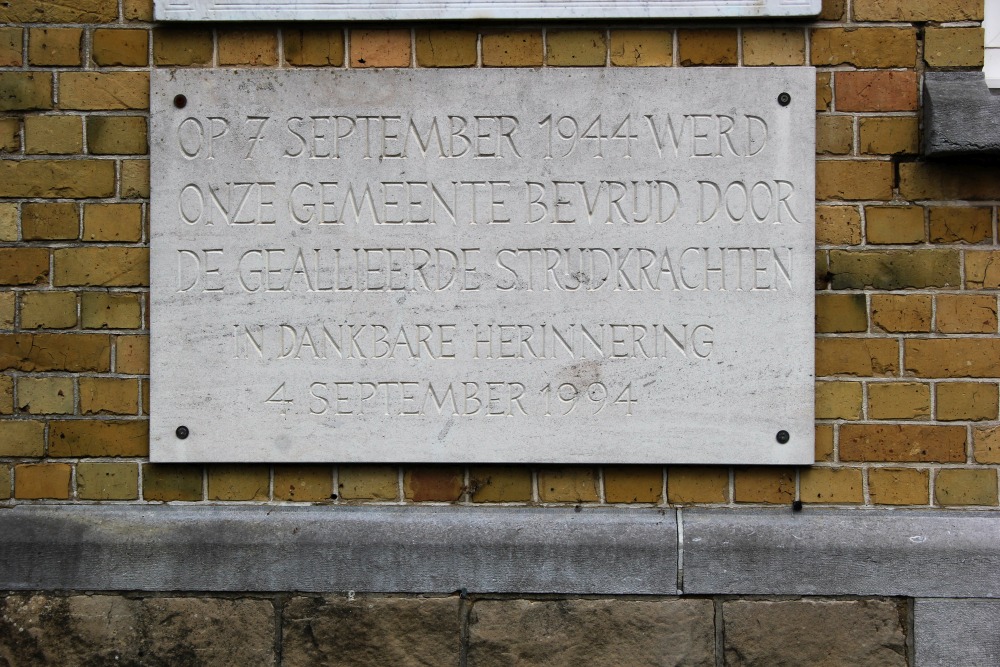 OP 7 SEPTEMBER 1944 WERD
ONZE GEMEENTE BEVRIJD DOOR
DE GEALLIEERDE STRIJDKRACHTEN
IN DANKBARE HERINNERING
4 SEPTEMBER 1994